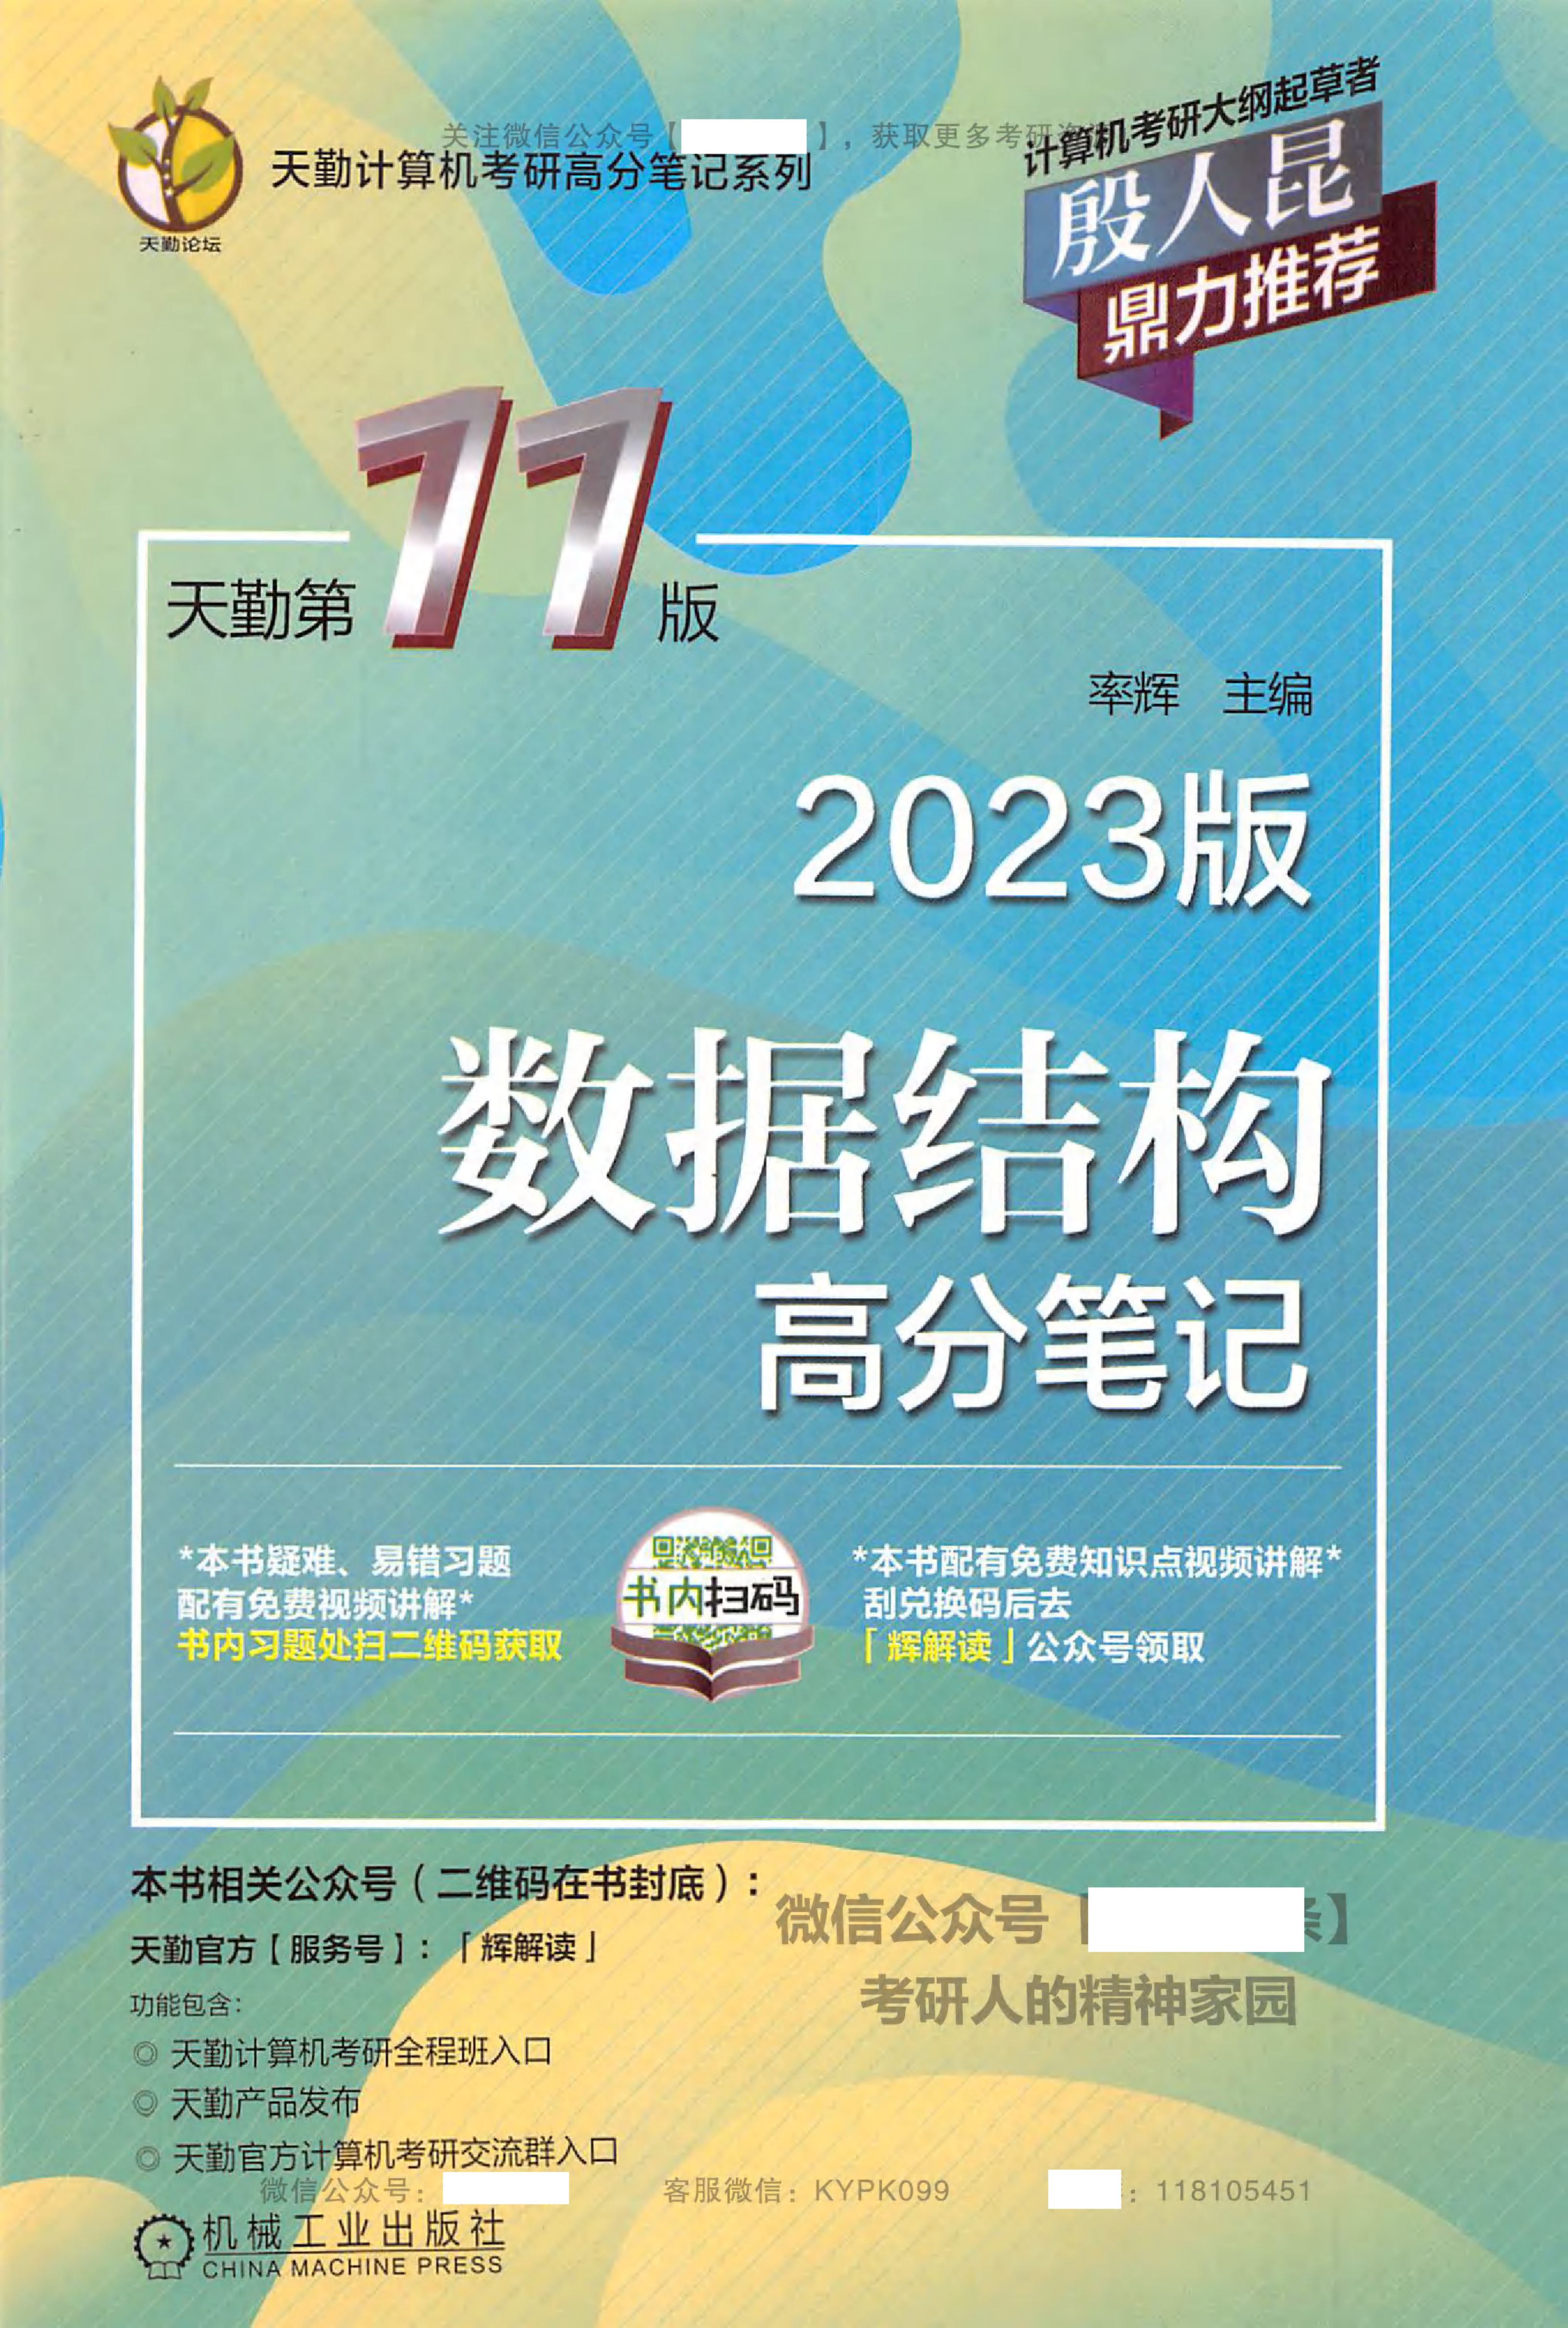 关注微信公众号【
】，获取更多考研资
天勤论坛
天勤计算机考研高分笔记系列
计算机考研大纲起草者
殷人昆
鼎力推荐
天勤第11版
率辉 主编
2023版
数据结构
高分笔记
*本书疑难、易错习题
配有免费视频讲解*
书内习题处扫二维码获取
书内扫码
*本书配有免费知识点视频讲解*
刮兑换码后去
「辉解读」公众号领取
本书相关公众号（二维码在书封底）：
天勤官方【服务号】：「辉解读」
功能包含：
◎ 天勤计算机考研全程班入口
◎ 天勤产品发布
◎ 天勤官方计算机考研交流群入口
微信公众号【
】
考研人的精神家园
微信公众号：
客服微信：KYPK099
：118105451
机械工业出版社
CHINA MACHINE PRESS